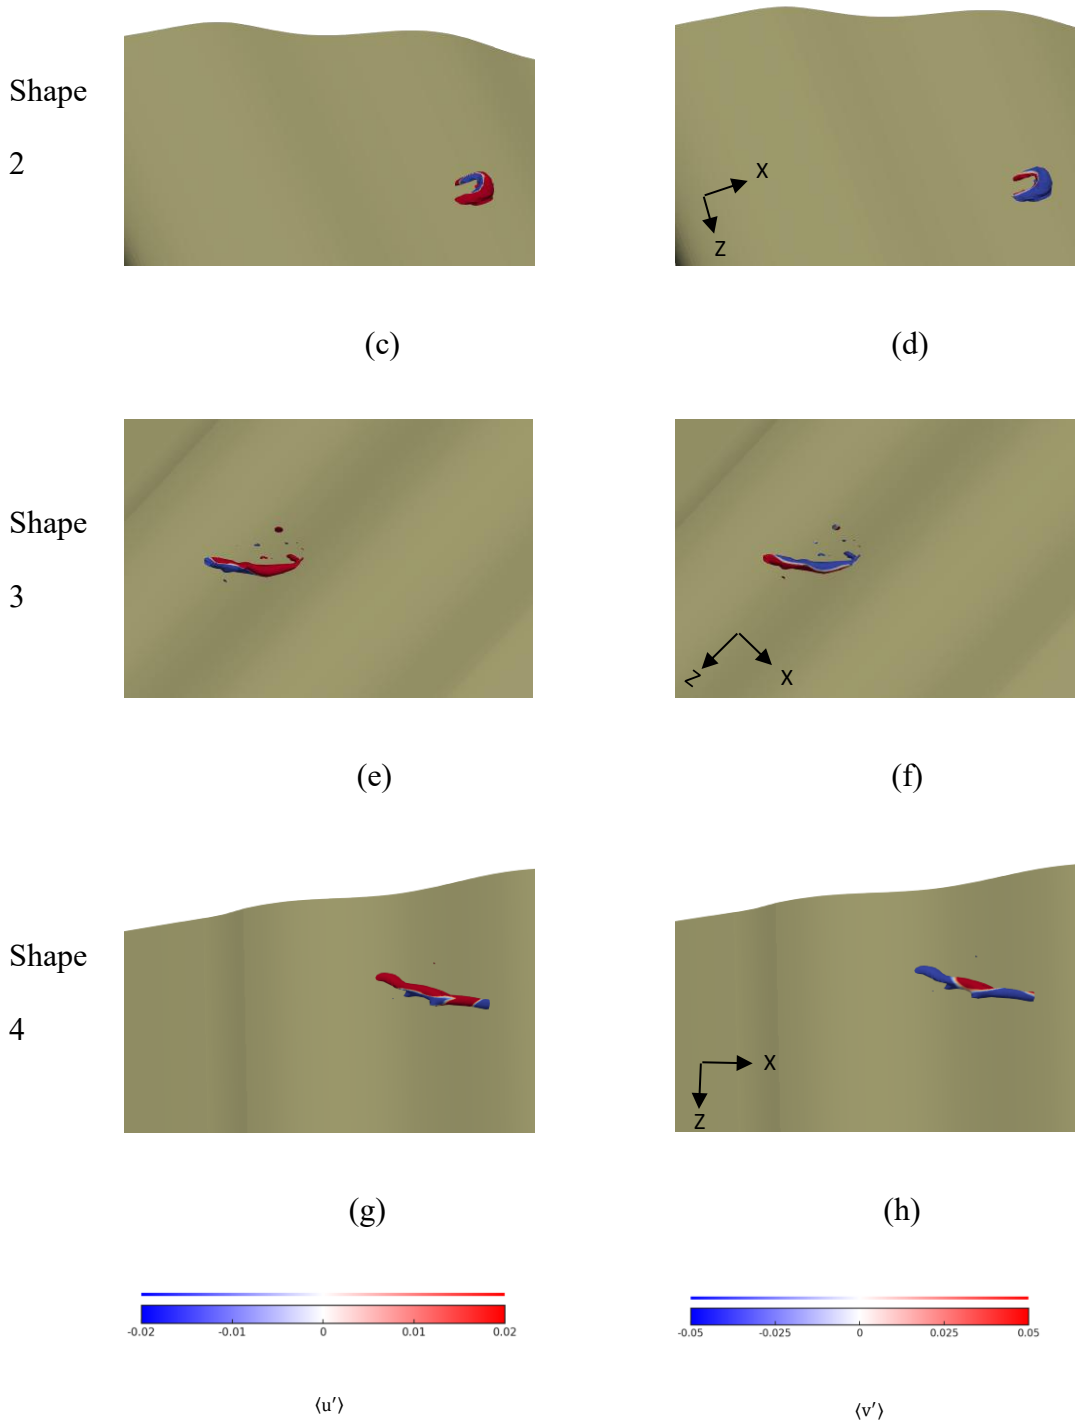 Shape
2
X
Z
(c)
(d)
Shape
3
Z
X
(e)
(f)
Shape
4
X
Z
(g)
(h)
-0.02 -0.01 0 0.01 0.02
-0.05 -0.025 0 0.025 0.05
⟨u′⟩
⟨v′⟩